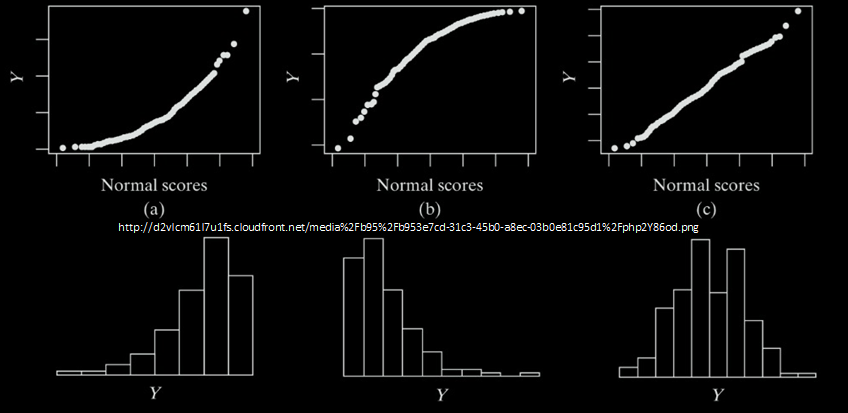 Y
Y
Y
Normal scores
Normal scores
Normal scores
(a)
(b)
(c)
http://d2vlcm61l7u1fs.cloudfront.net/media%2Fb95%2Fb953e7cd-31c3-45b0-a8ec-03b0e81c95d1%2Fphp2Y86od.png
Y
Y
Y